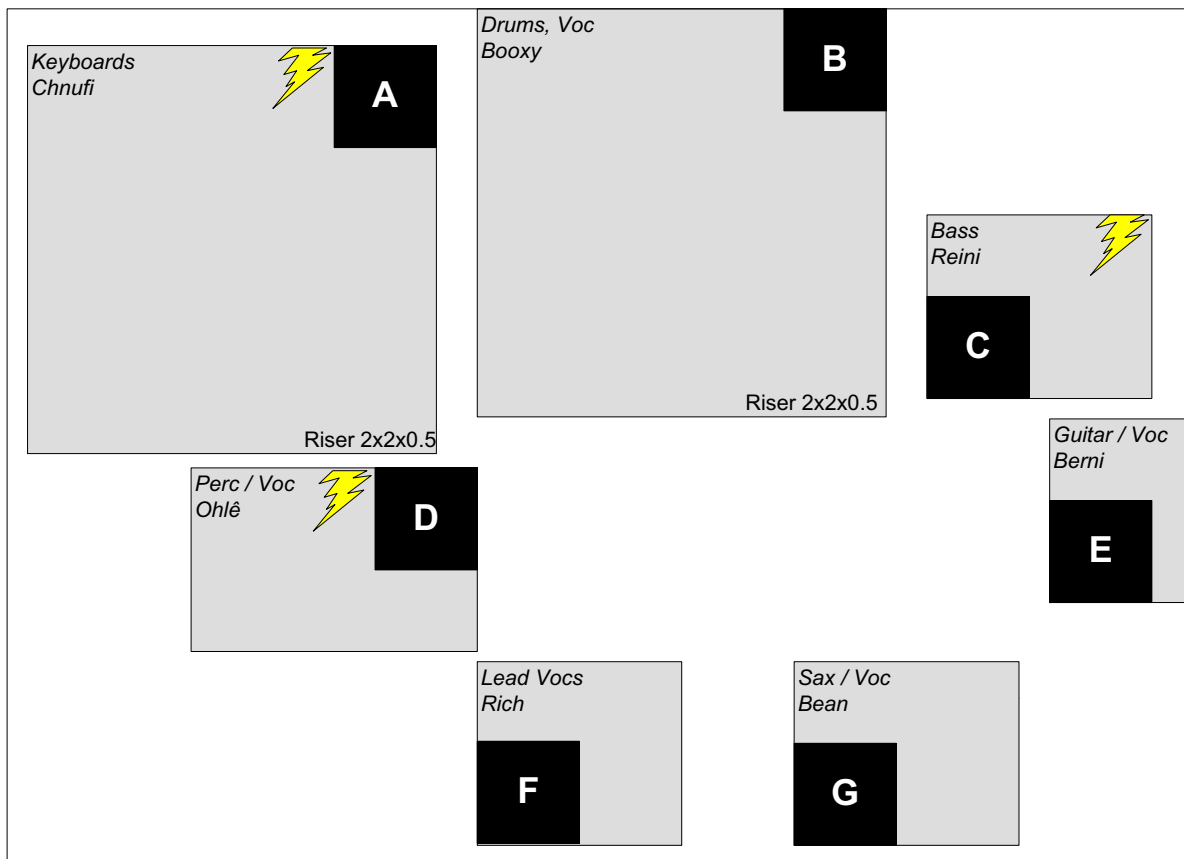 Keyboards
Chnufi
A
Riser 2x2x0.5
Drums, Voc
Booxy
B
Riser 2x2x0.5
Bass
Reini
C
Guitar / Voc
Berni
E
Perc / Voc
Ohlê
D
Lead Vocs
Rich
F
Sax / Voc
Bean
G